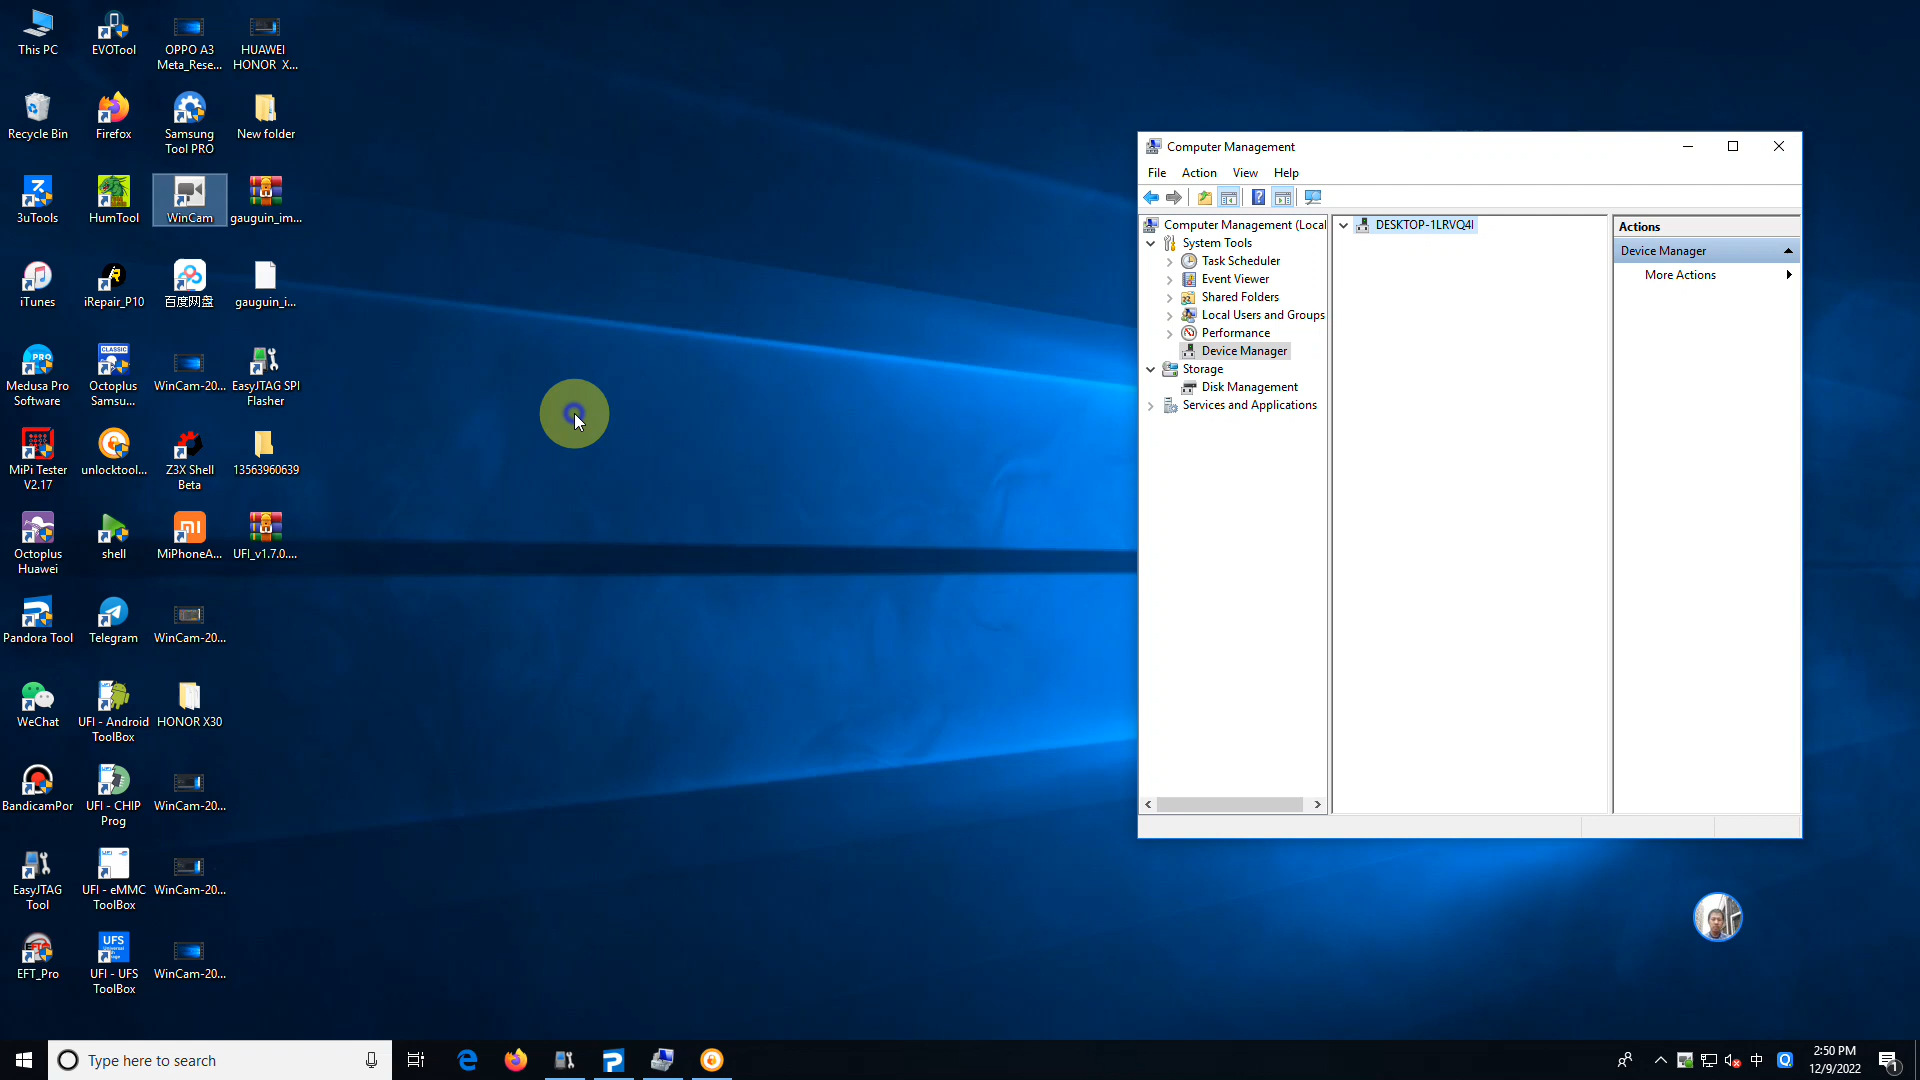 This PC
EVOTool
OPPO A3
Meta_Rese...
HUAWEI
HONOR X...
Recycle Bin
Firefox
Samsung
Tool PRO
New folder
3uTools
HumTool
WinCam
gauguin_im...
iTunes
iRepair_P10
百度网盘
gauguin_i...
PRO
Medusa Pro
Software
CLASSIC
Octoplus
Samsu...
WinCam-20...
EasyJTAG SPI
Flasher
MiPi Tester
V2.17
unlocktool...
Z3X Shell
Beta
13563960639
Octoplus
Huawei
shell
MiPhoneA...
UFI_v1.7.0....
Pandora Tool
Telegram
WinCam-20...
WeChat
UFI - Android
ToolBox
HONOR X30
BandicamPor
UFI - CHIP
Prog
WinCam-20...
EasyJTAG
Tool
UFI - eMMC
ToolBox
WinCam-20...
EFT_Pro
UFS
UFI - UFS
ToolBox
WinCam-20...
Computer Management
File Action View Help
Computer Management (Local
System Tools
Task Scheduler
Event Viewer
Shared Folders
Local Users and Groups
Performance
Device Manager
Storage
Disk Management
Services and Applications
DESKTOP-1LRVQ4I
Actions
Device Manager
More Actions
Type here to search
中
2:50 PM
12/9/2022
1